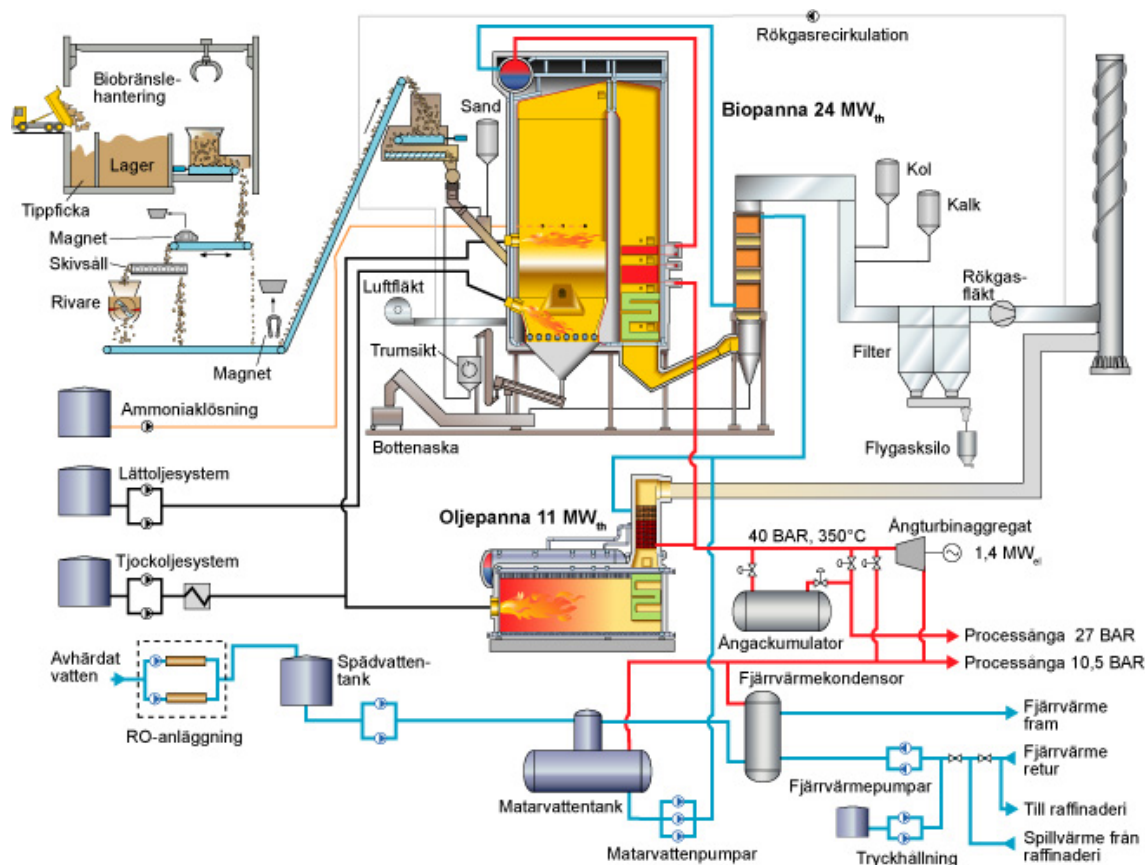 Rökgasrecirkulation
Biobränsle-
hantering
Sand
Biopanna 24 MWth
Lager
Kol
Kalk
Tippficka
Magnet
Skivsåll
Rivare
Luftfläkt
Rökgas-
fläkt
Trumsikt
Filter
Magnet
Ammoniaklösning
Bottenaska
Flygasksilo
Lättoljesystem
Oljepanna 11 MWth
Ångturbinaggregat
40 BAR, 350°C
1,4 MWel
Tjockoljesystem
Ångackumulator
Processånga 27 BAR
Processånga 10,5 BAR
Avhärdat
vatten
Spädvatten-
tank
Fjärrvärmekondensor
Fjärrvärme
fram
RO-anläggning
Fjärrvärme
retur
Matarvattentank
Fjärrvärmepumpar
Till raffinaderi
Matarvattenpumpar
Tryckhållning
Spillvärme från
raffinaderi